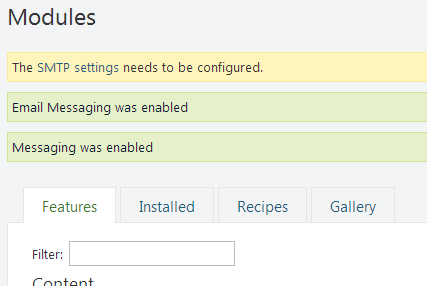 Modules
The SMTP settings needs to be configured.
Email Messaging was enabled
Messaging was enabled
Features Installed Recipes Gallery
Filter:
Content